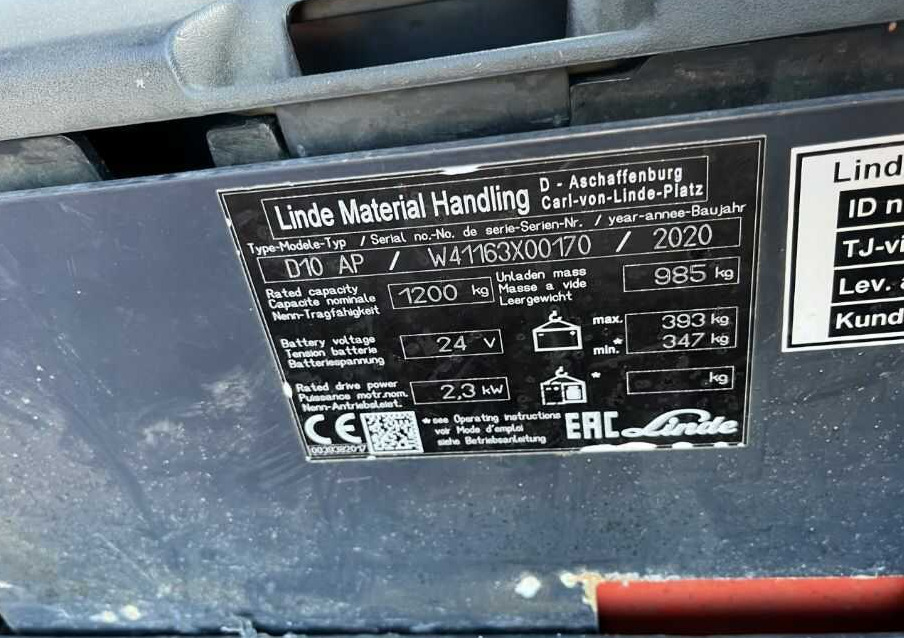 Linde Material Handling
D - Aschaffenburg
Carl-von-Linde-Platz
Type-Modele-Typ / Serial no.-No. de serie-Serien-Nr. / year-annee-Baujahr
D10 AP / W41163X00170 / 2020
Rated capacity
Capacite nominale
Nenn-Tragfähigkeit
1200 kg
Unladen mass
Masse a vide
Leergewicht
985 kg
Battery voltage
Tension batterie
Batteriespannung
24 V
max. 393 kg
min.* 347 kg
Rated drive power
Puissance motr.nom.
Nenn-Antriebsleist.
2,3 kW
* kg
CE
*see Operating instructions
voir Mode d'emploi
siehe Betriebsanleitung
EAC Linde
Lind
ID n
TJ-vi
Lev.
Kund